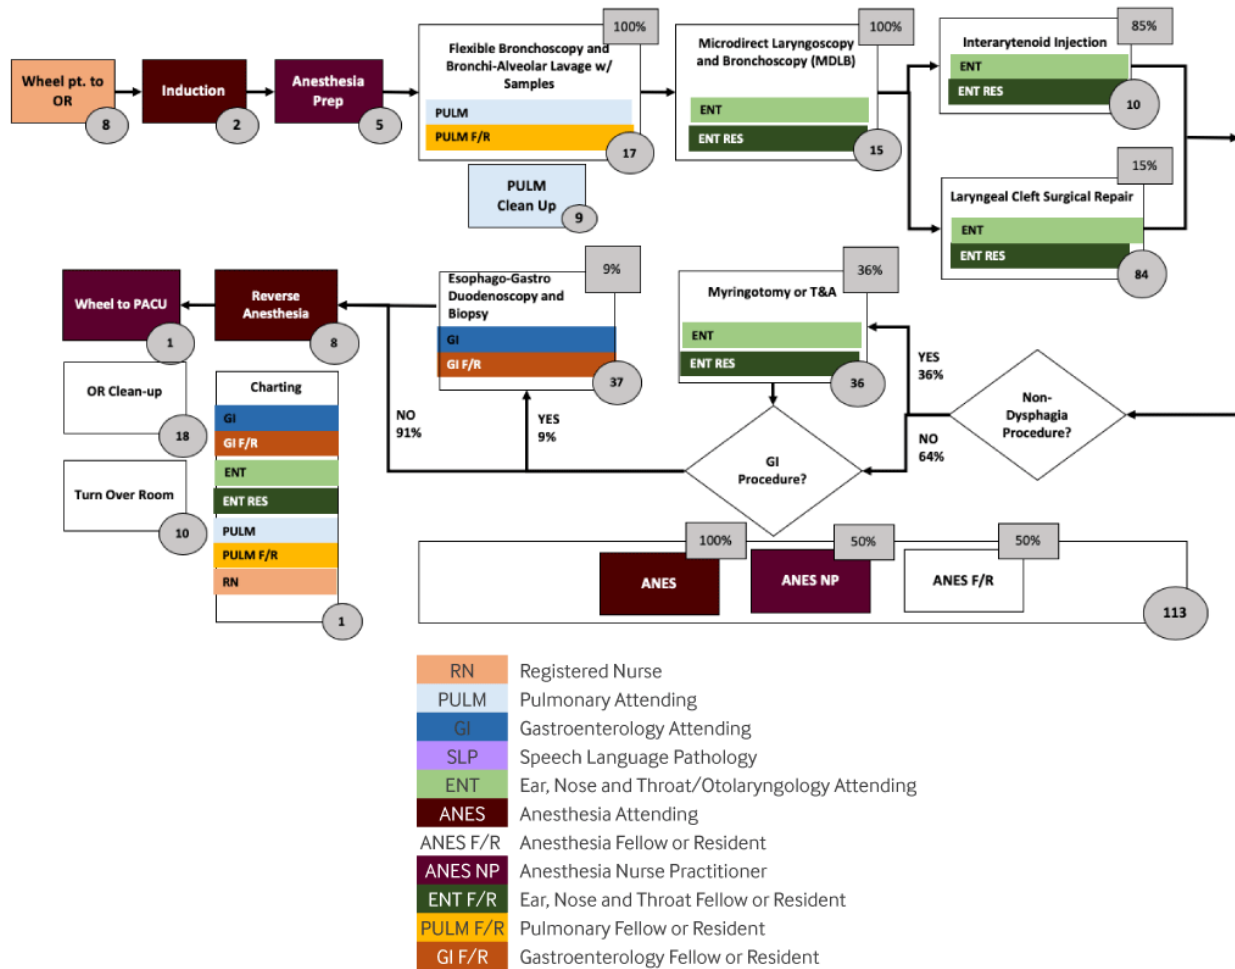 100%
Flexible Bronchoscopy and
Bronchi-Alveolar Lavage w/
Samples
PULM
PULM F/R
17
100%
Microdirect Laryngoscopy
and Bronchoscopy (MDLB)
ENT
ENT RES
15
85%
Interarytenoid Injection
ENT
ENT RES
10
Wheel pt. to
OR
8
Induction
2
Anesthesia
Prep
5
PULM
Clean Up
9
15%
Laryngeal Cleft Surgical Repair
ENT
ENT RES
84
Wheel to PACU
1
Reverse
Anesthesia
8
9%
Esophago-Gastro
Duodenoscopy and
Biopsy
GI
GI F/R
37
36%
Myringotomy or T&A
ENT
ENT RES
36
YES
36%
NO
64%
Non-
Dysphagia
Procedure?
OR Clean-up
18
Turn Over Room
10
Charting
GI
GI F/R
ENT
ENT RES
PULM
PULM F/R
RN
1
NO
91%
YES
9%
GI
Procedure?
100%
ANES
50%
ANES NP
50%
ANES F/R
113
RN Registered Nurse
PULM Pulmonary Attending
GI Gastroenterology Attending
SLP Speech Language Pathology
ENT Ear, Nose and Throat/Otolaryngology Attending
ANES Anesthesia Attending
ANES F/R Anesthesia Fellow or Resident
ANES NP Anesthesia Nurse Practitioner
ENT F/R Ear, Nose and Throat Fellow or Resident
PULM F/R Pulmonary Fellow or Resident
GI F/R Gastroenterology Fellow or Resident